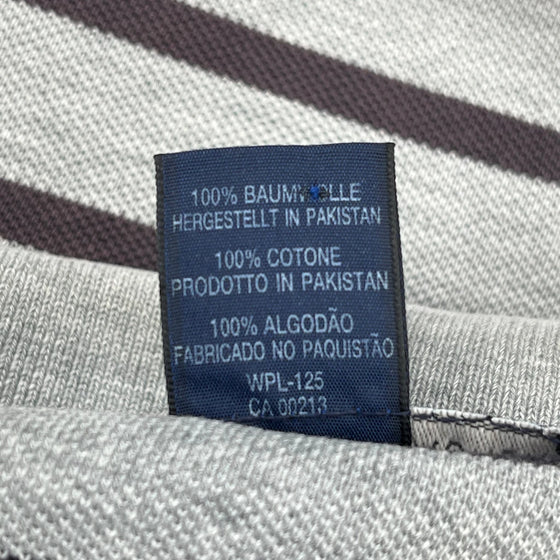 100% BAUMWOLLE
HERGESTELLT IN PAKISTAN
100% COTONE
PRODOTTO IN PAKISTAN
100% ALGODÃO
FABRICADO NO PAQUISTÃO
WPL-125
CA 00213